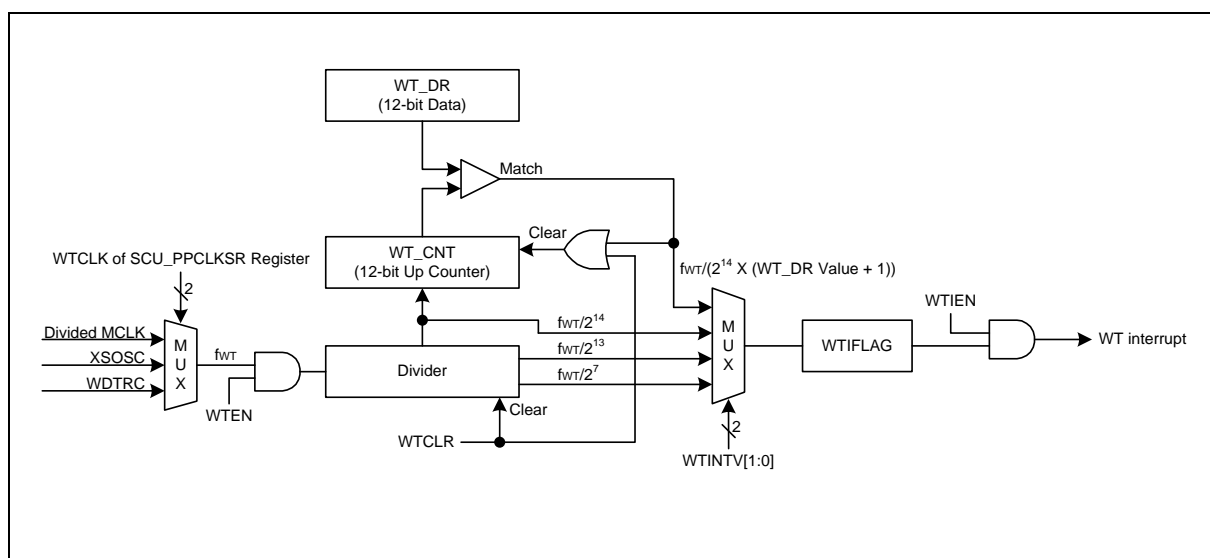 WT_DR
(12-bit Data)
Match
Clear
WT_CNT
(12-bit Up Counter)
WTCLK of SCU_PPCLKSR Register
2
fWT/(2^14 X (WT_DR Value + 1))
Divided MCLK
XSOSC
WDTRC
M
U
X
fWT
WTEN
Divider
fWT/2^14
fWT/2^13
fWT/2^7
Clear
WTCLR
M
U
X
2
WTINTV[1:0]
WTIFLAG
WTIEN
WT interrupt